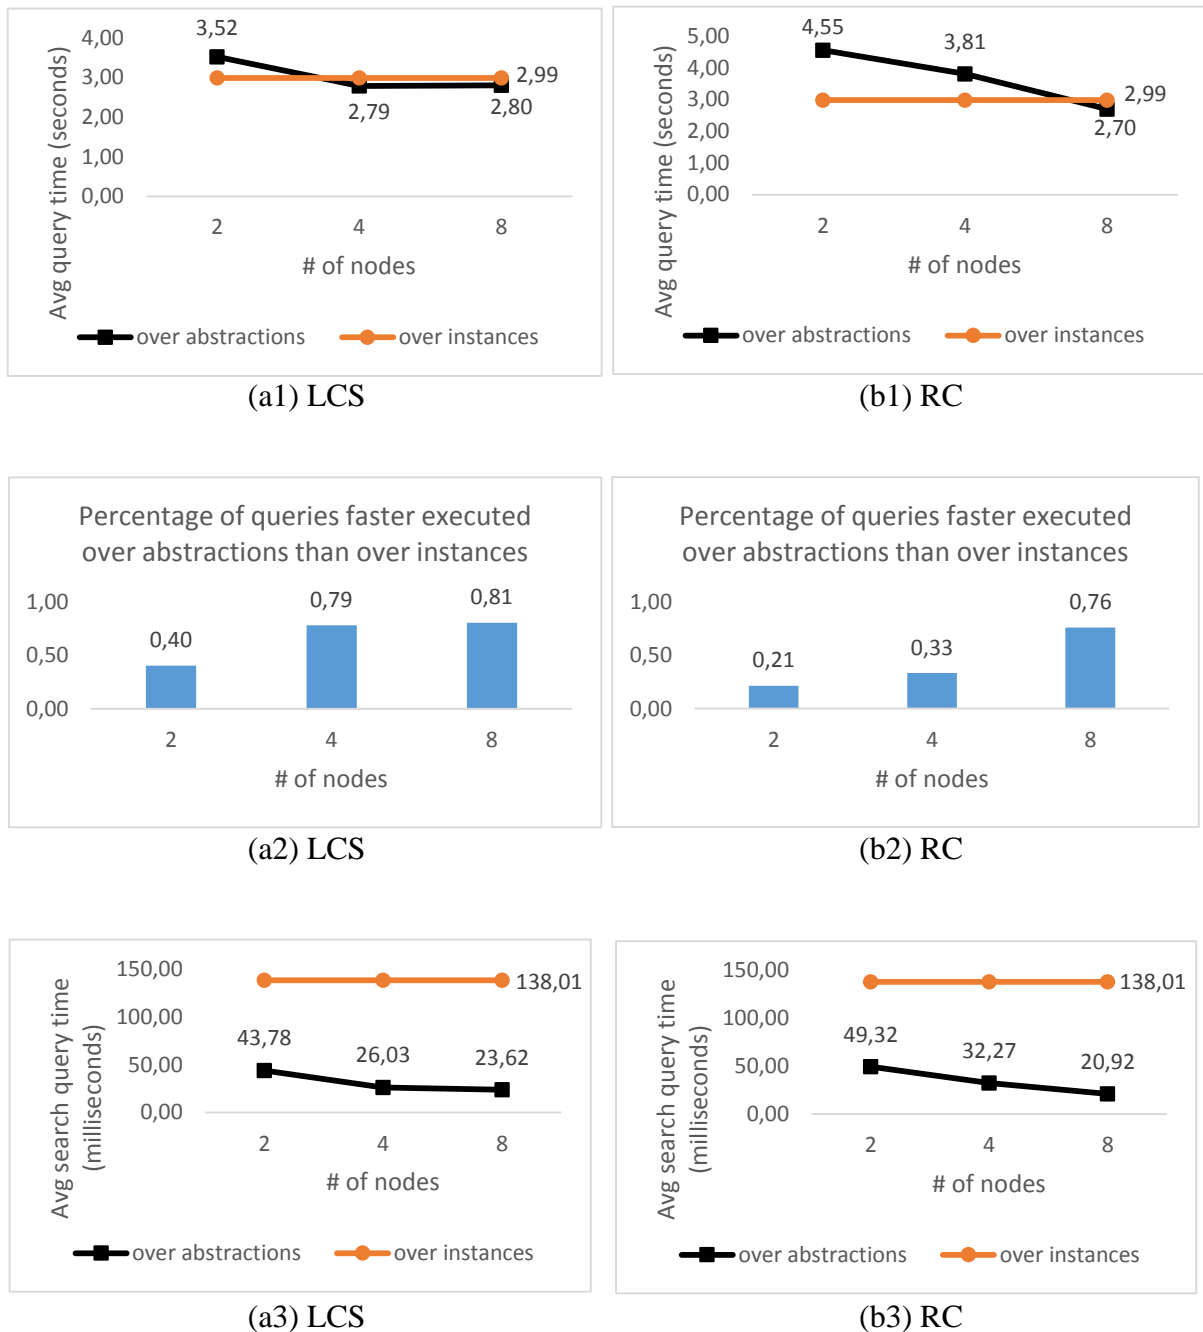 4,00
3,00
2,00
1,00
0,00
Avg query time (seconds)
3,52
2,79
2,80
2,99
2
4
8
# of nodes
over abstractions
over instances
(a1) LCS
5,00
4,00
3,00
2,00
1,00
0,00
Avg query time (seconds)
4,55
3,81
2,99
2,70
2
4
8
# of nodes
over abstractions
over instances
(b1) RC
Percentage of queries faster executed
over abstractions than over instances
1,00
0,50
0,00
0,40
0,79
0,81
2
4
8
# of nodes
(a2) LCS
Percentage of queries faster executed
over abstractions than over instances
1,00
0,50
0,00
0,21
0,33
0,76
2
4
8
# of nodes
(b2) RC
150,00
100,00
50,00
0,00
Avg search query time
(milliseconds)
138,01
43,78
26,03
23,62
2
4
8
# of nodes
over abstractions
over instances
(a3) LCS
150,00
100,00
50,00
0,00
Avg search query time
(milliseconds)
138,01
49,32
32,27
20,92
2
4
8
# of nodes
over abstractions
over instances
(b3) RC